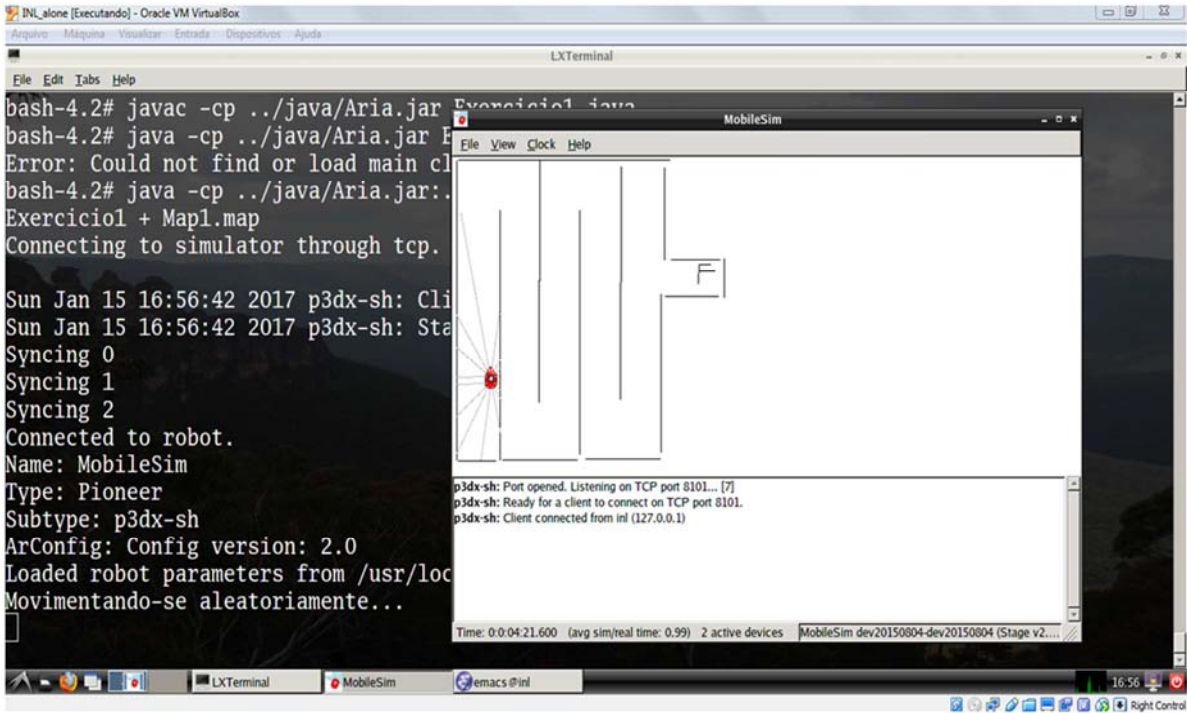 INL_alone [Executando] - Oracle VM VirtualBox
Arquivo Máquina Visualizar Entrada Dispositivos Ajuda
LXTerminal
File Edit Tabs Help
bash-4.2# javac -cp ../java/Aria.jar Exercicio1.java
bash-4.2# java -cp ../java/Aria.jar E
Error: Could not find or load main cl
bash-4.2# java -cp ../java/Aria.jar:.
Exercicio1 + Map1.map
Connecting to simulator through tcp.
Sun Jan 15 16:56:42 2017 p3dx-sh: Cli
Sun Jan 15 16:56:42 2017 p3dx-sh: Sta
Syncing 0
Syncing 1
Syncing 2
Connected to robot.
Name: MobileSim
Type: Pioneer
Subtype: p3dx-sh
ArConfig: Config version: 2.0
Loaded robot parameters from /usr/loc
Movimentando-se aleatoriamente...
MobileSim
File View Clock Help
F
p3dx-sh: Port opened. Listening on TCP port 8101... [7]
p3dx-sh: Ready for a client to connect on TCP port 8101.
p3dx-sh: Client connected from inl (127.0.0.1)
Time: 0:0:04:21.600 (avg sim/real time: 0.99) 2 active devices MobileSim dev20150804-dev20150804 (Stage v2....
LXTerminal MobileSim emacs@inl 16:56
Right Control